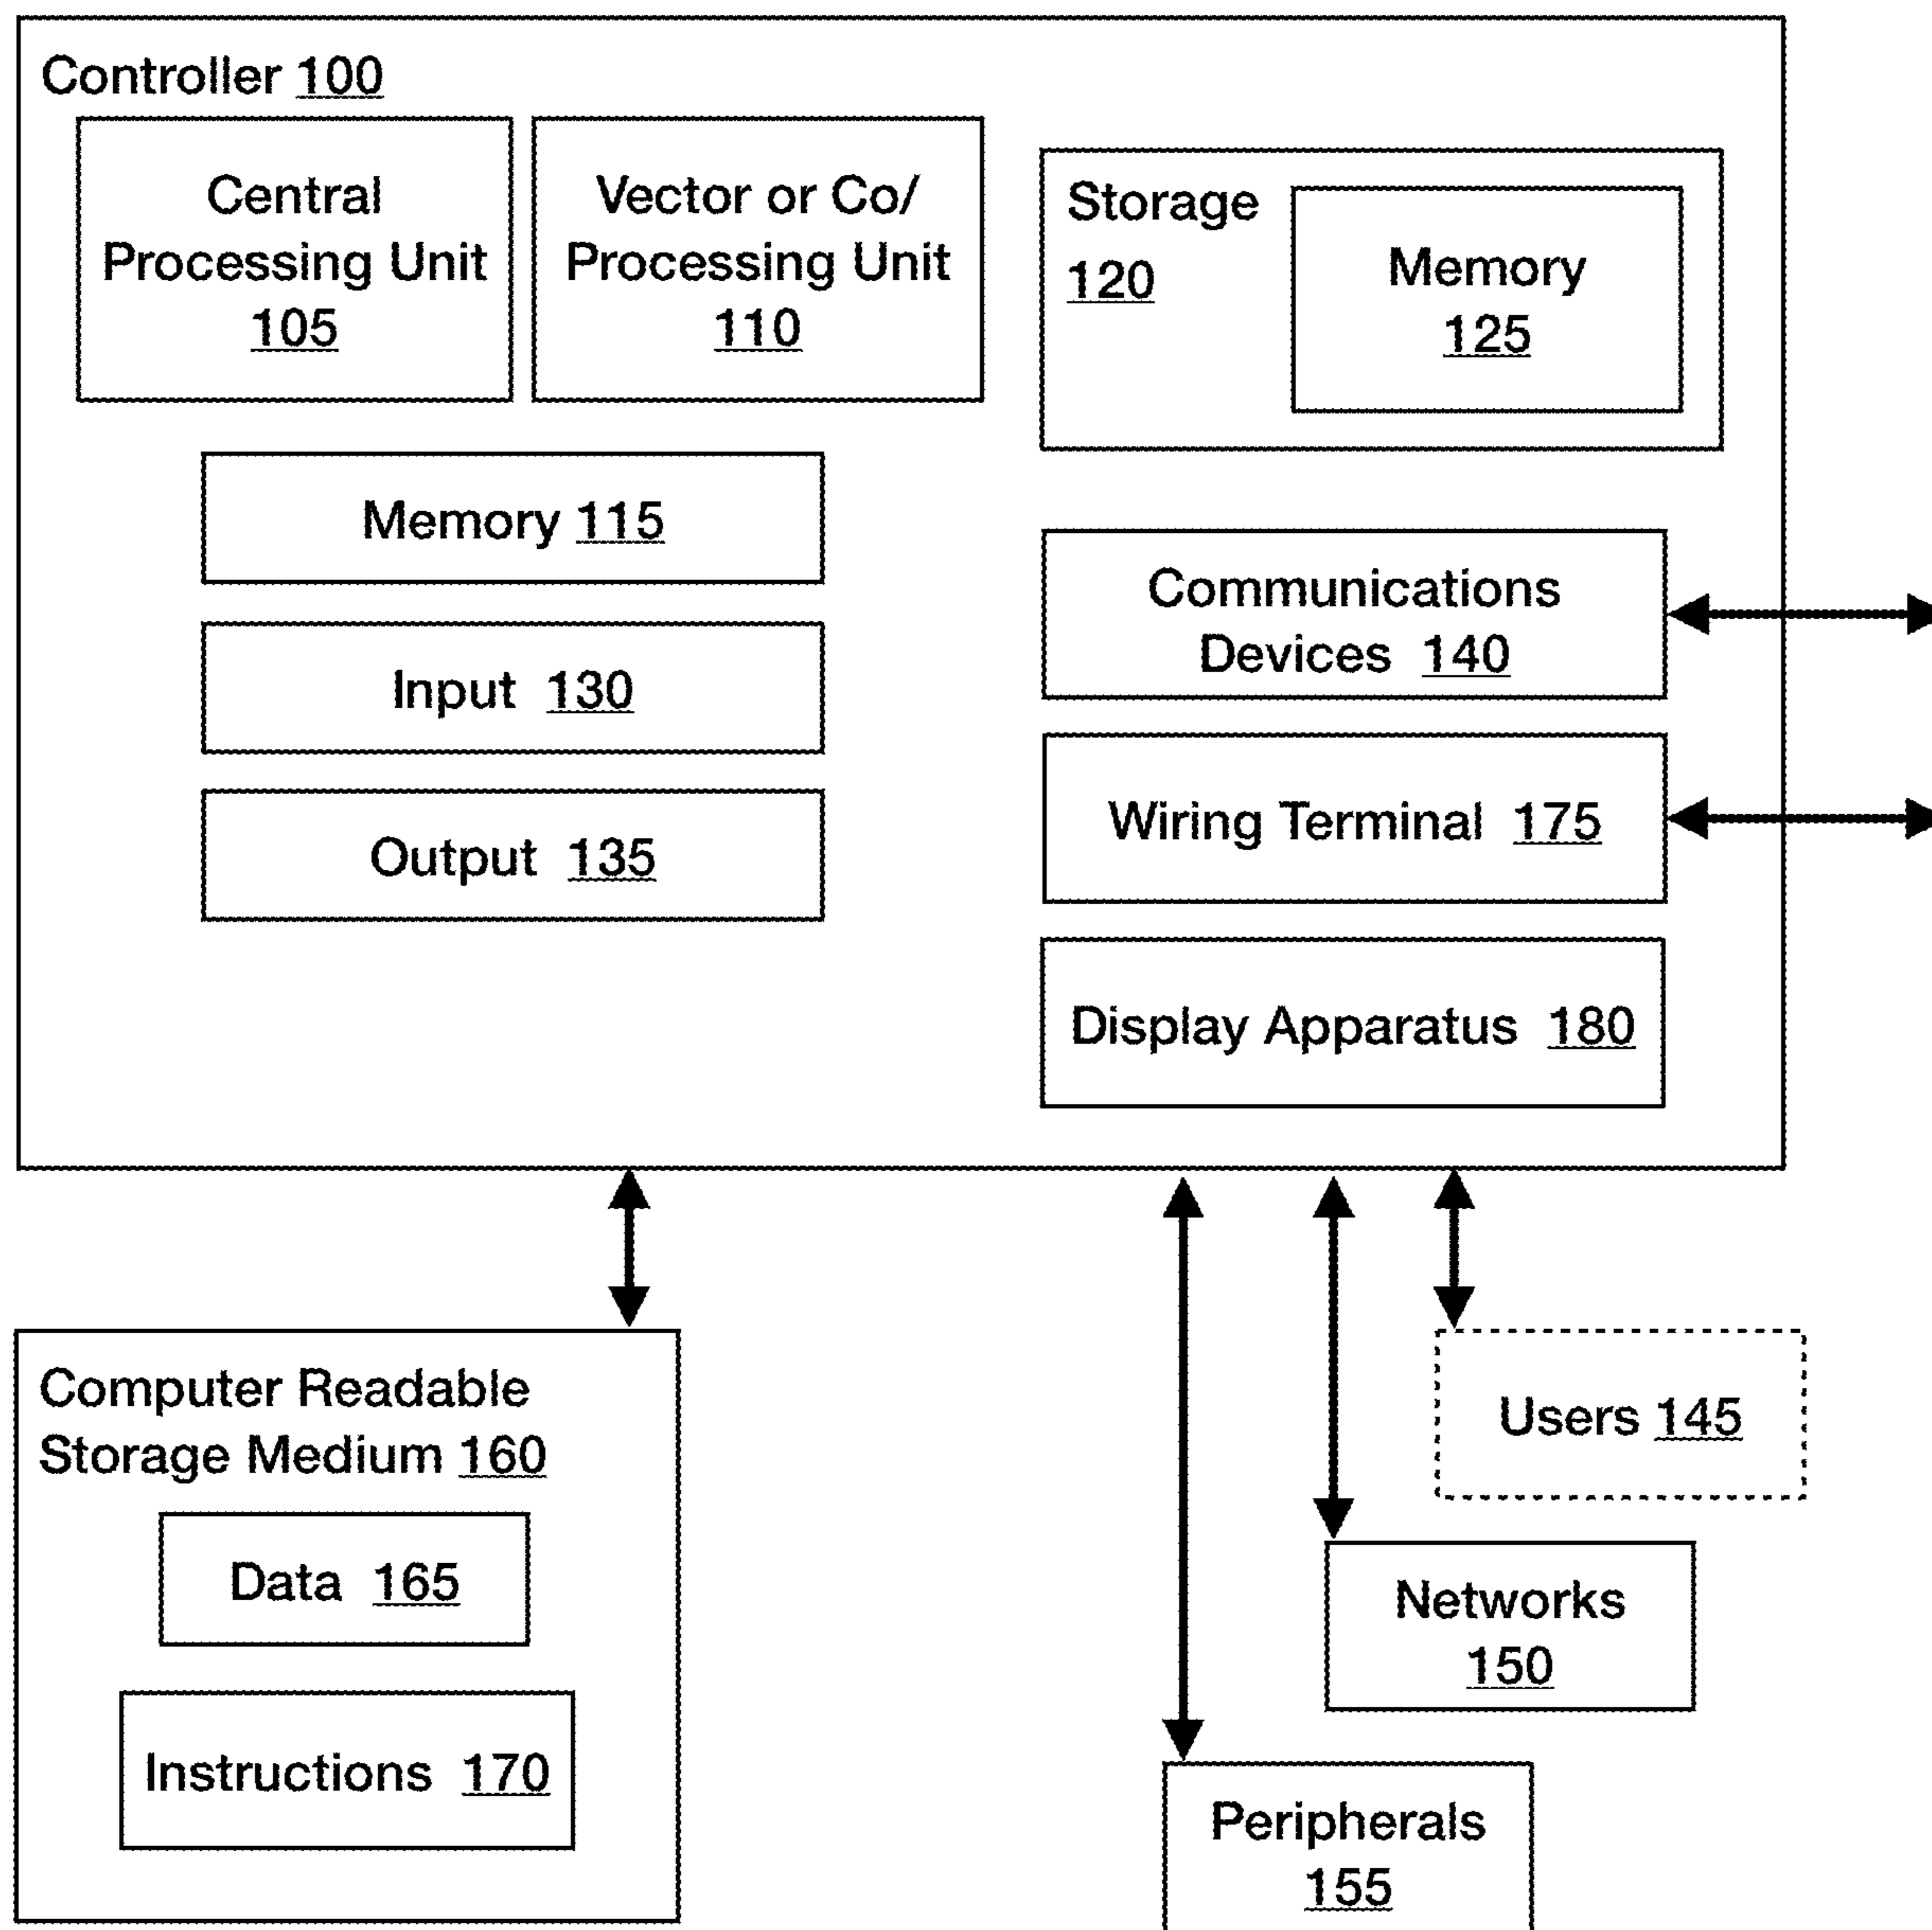 Controller 100
Central
Processing Unit
105
Vector or Co/
Processing Unit
110
Storage
120
Memory
125
Memory 115
Input 130
Output 135
Communications
Devices 140
Wiring Terminal 175
Display Apparatus 180
Computer Readable
Storage Medium 160
Data 165
Instructions 170
Users 145
Networks
150
Peripherals
155